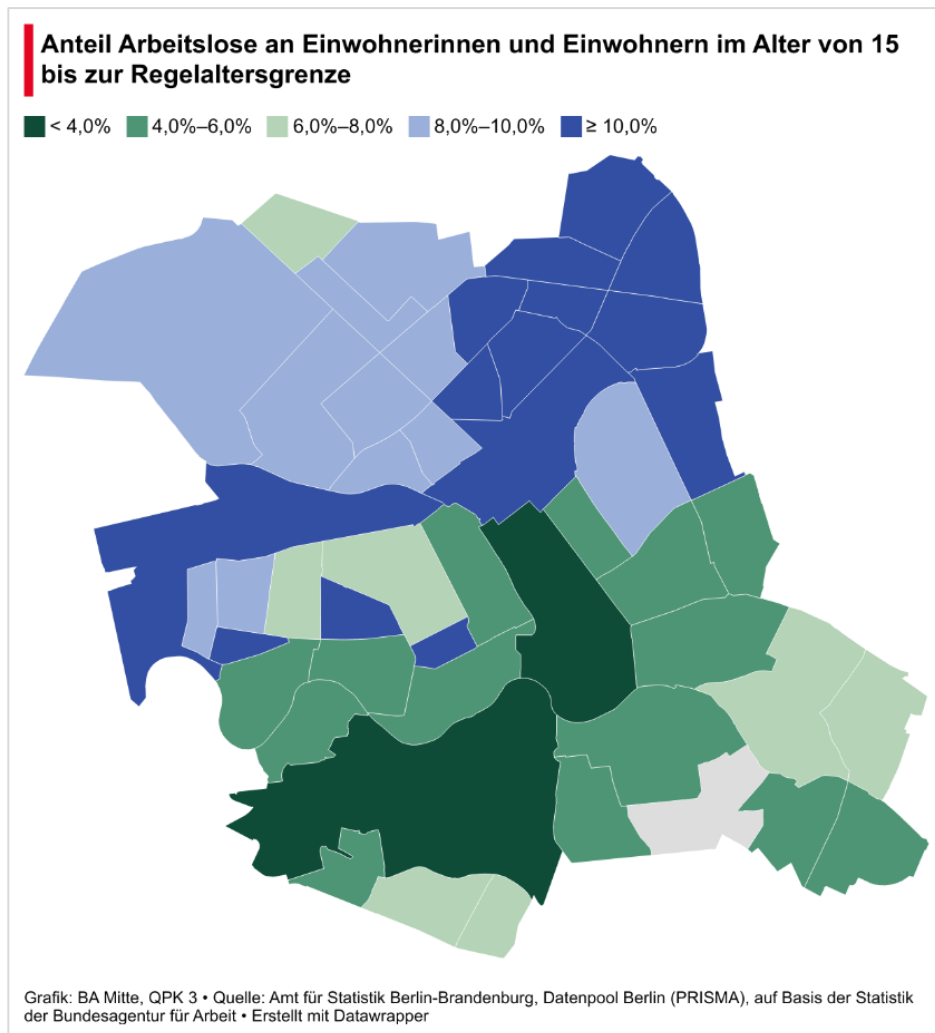 Anteil Arbeitslose an Einwohnerinnen und Einwohnern im Alter von 15
bis zur Regelaltersgrenze
< 4,0% 4,0%–6,0% 6,0%–8,0% 8,0%–10,0% ≥ 10,0%
Grafik: BA Mitte, QPK 3 • Quelle: Amt für Statistik Berlin-Brandenburg, Datenpool Berlin (PRISMA), auf Basis der Statistik
der Bundesagentur für Arbeit • Erstellt mit Datawrapper